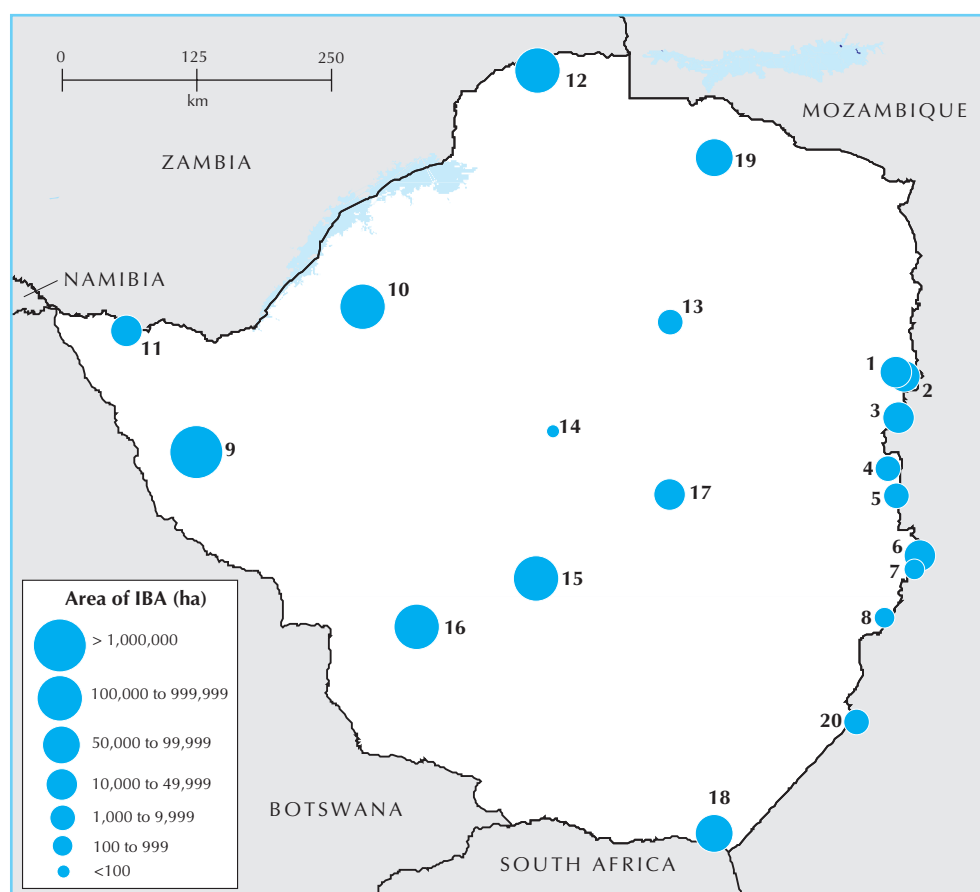 0 125 250
km
12
MOZAMBIQUE
ZAMBIA
19
NAMIBIA
10
13
11
1
2
3
14
9
4
17
5
6
7
15
8
16
Area of IBA (ha)
> 1,000,000
100,000 to 999,999
50,000 to 99,999
10,000 to 49,999
1,000 to 9,999
100 to 999
<100
20
18
BOTSWANA
SOUTH AFRICA